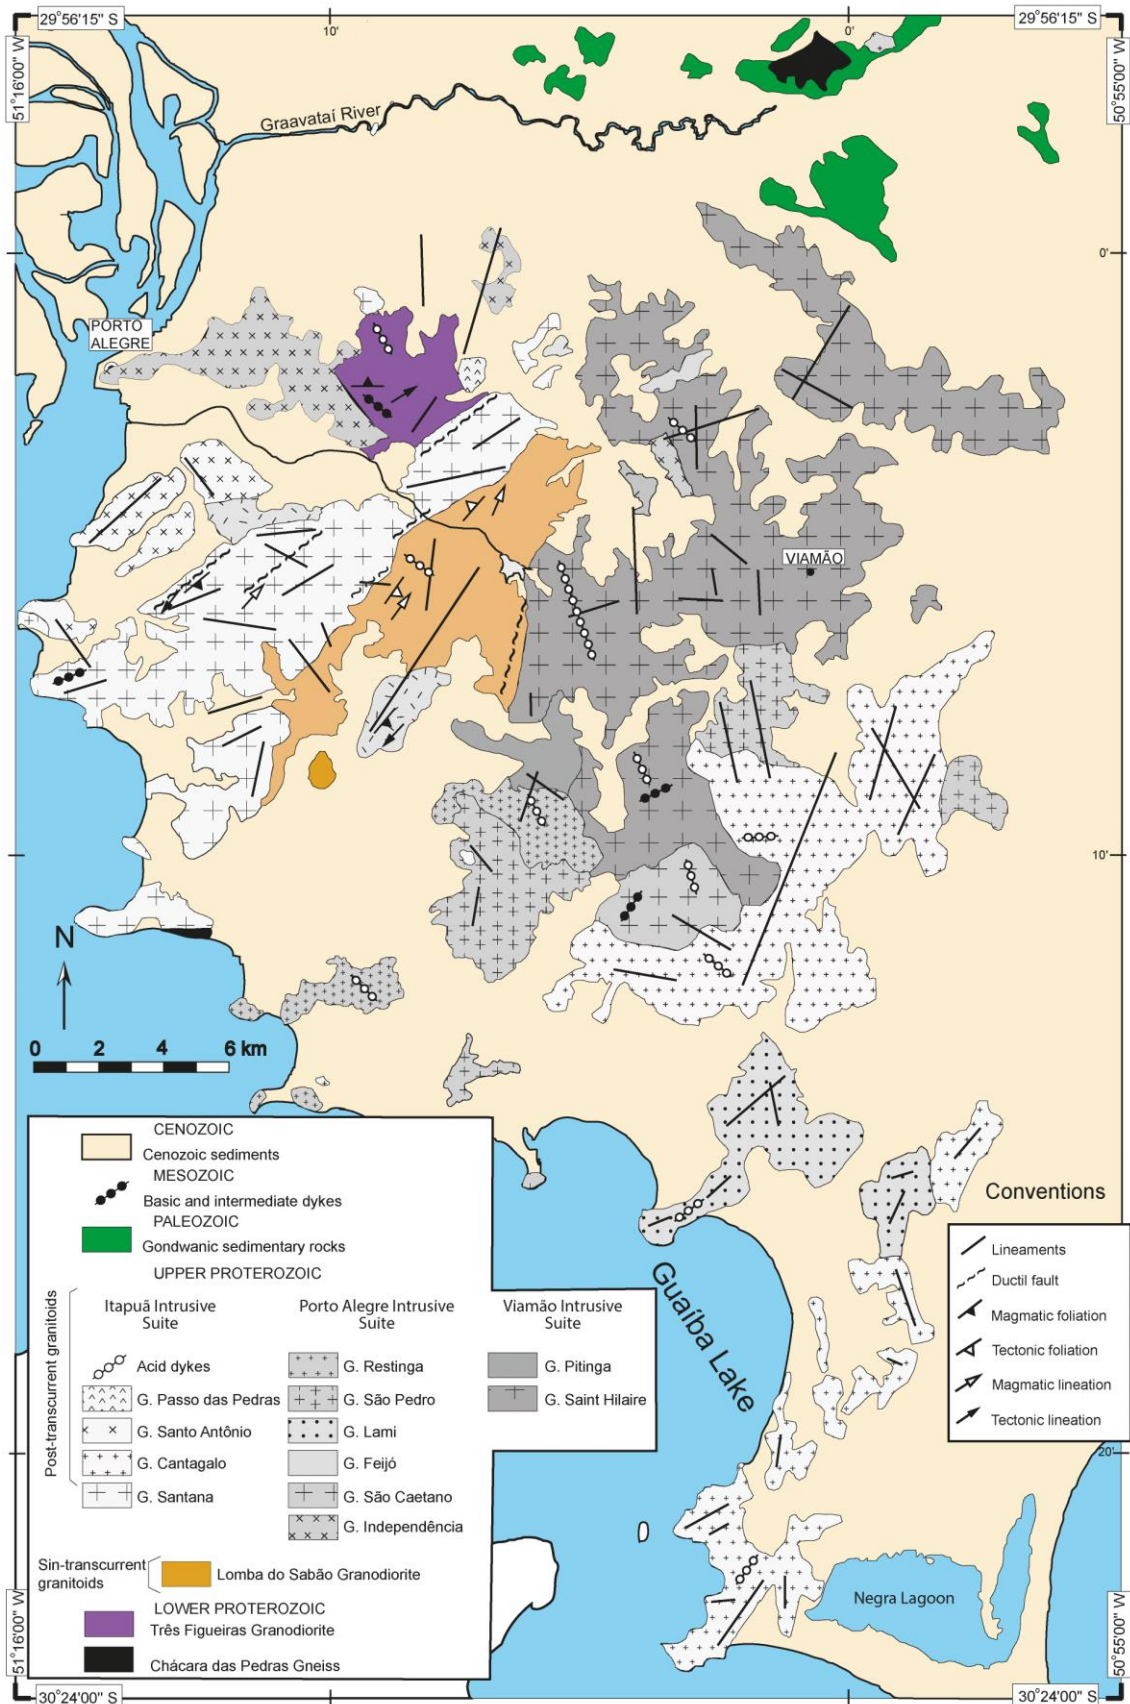 29°56'15" S
10'
0'
29°56'15" S
51°16'00" W
50°55'00" W
Graavataí River
0'
PORTO
ALEGRE
VIAMÃO
10'
N
0 2 4 6 km
CENOZOIC
Cenozoic sediments
MESOZOIC
Basic and intermediate dykes
PALEOZOIC
Gondwanic sedimentary rocks
UPPER PROTEROZOIC
Post-transcurrent granitoids
Itapuã Intrusive
Suite
Acid dykes
G. Passo das Pedras
G. Santo Antônio
G. Cantagalo
G. Santana
Porto Alegre Intrusive
Suite
G. Restinga
G. São Pedro
G. Lami
G. Feijó
G. São Caetano
G. Independência
Viamão Intrusive
Suite
G. Pitinga
G. Saint Hilaire
Sin-transcurrent
granitoids
Lomba do Sabão Granodiorite
LOWER PROTEROZOIC
Três Figueiras Granodiorite
Chácara das Pedras Gneiss
Guaíba Lake
Conventions
Lineaments
Ductil fault
Magmatic foliation
Tectonic foliation
Magmatic lineation
Tectonic lineation
20'
Negra Lagoon
51°16'00" W
50°55'00" W
30°24'00" S
30°24'00" S